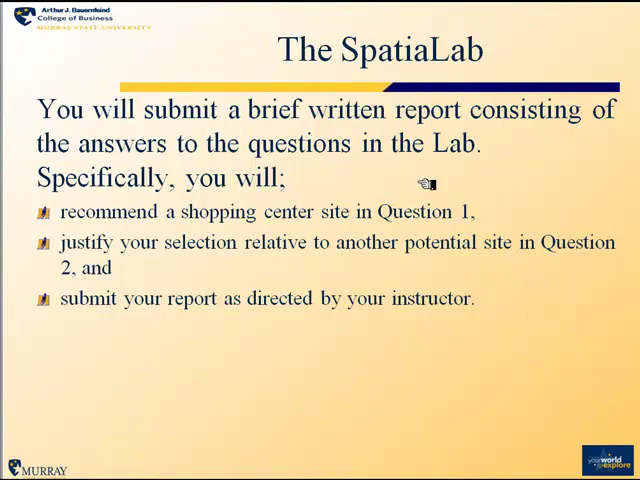 Arthur J. Bauernfeind
College of Business
MURRAY STATE UNIVERSITY
The SpatiaLab
You will submit a brief written report consisting of
the answers to the questions in the Lab.
Specifically, you will;
recommend a shopping center site in Question 1,
justify your selection relative to another potential site in Question
2, and
submit your report as directed by your instructor.
MURRAY
your world
to explore